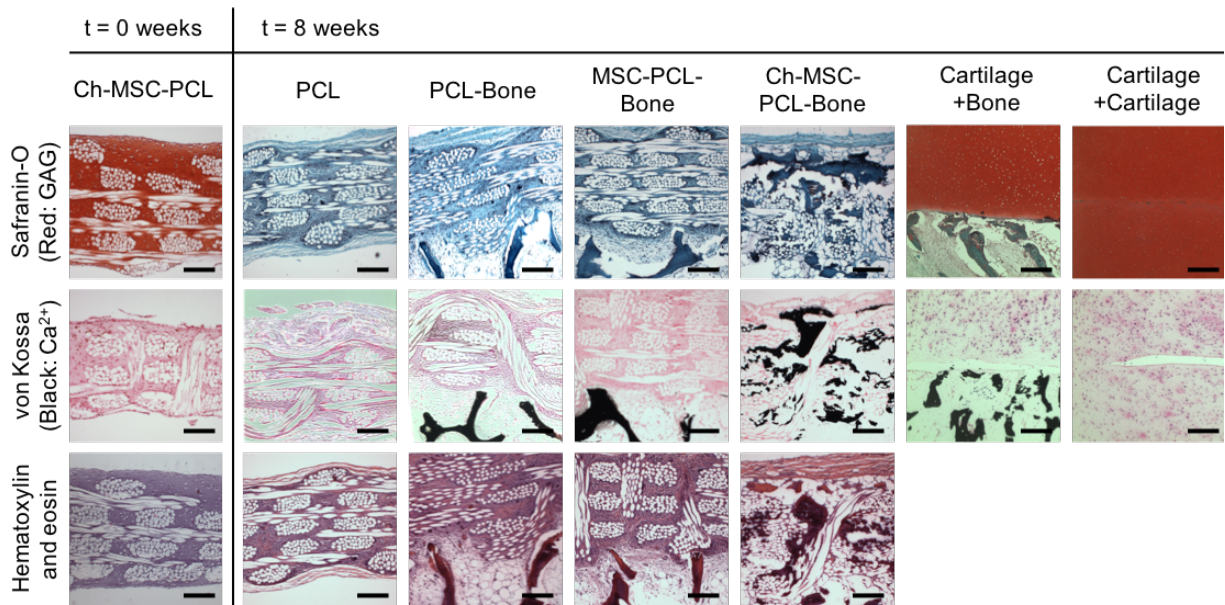 t = 0 weeks
t = 8 weeks
Ch-MSC-PCL
PCL
PCL-Bone
MSC-PCL-
Bone
Ch-MSC-
PCL-Bone
Cartilage
+Bone
Cartilage
+Cartilage
Safranin-O
(Red: GAG)
von Kossa
(Black: Ca²⁺)
Hematoxylin
and eosin